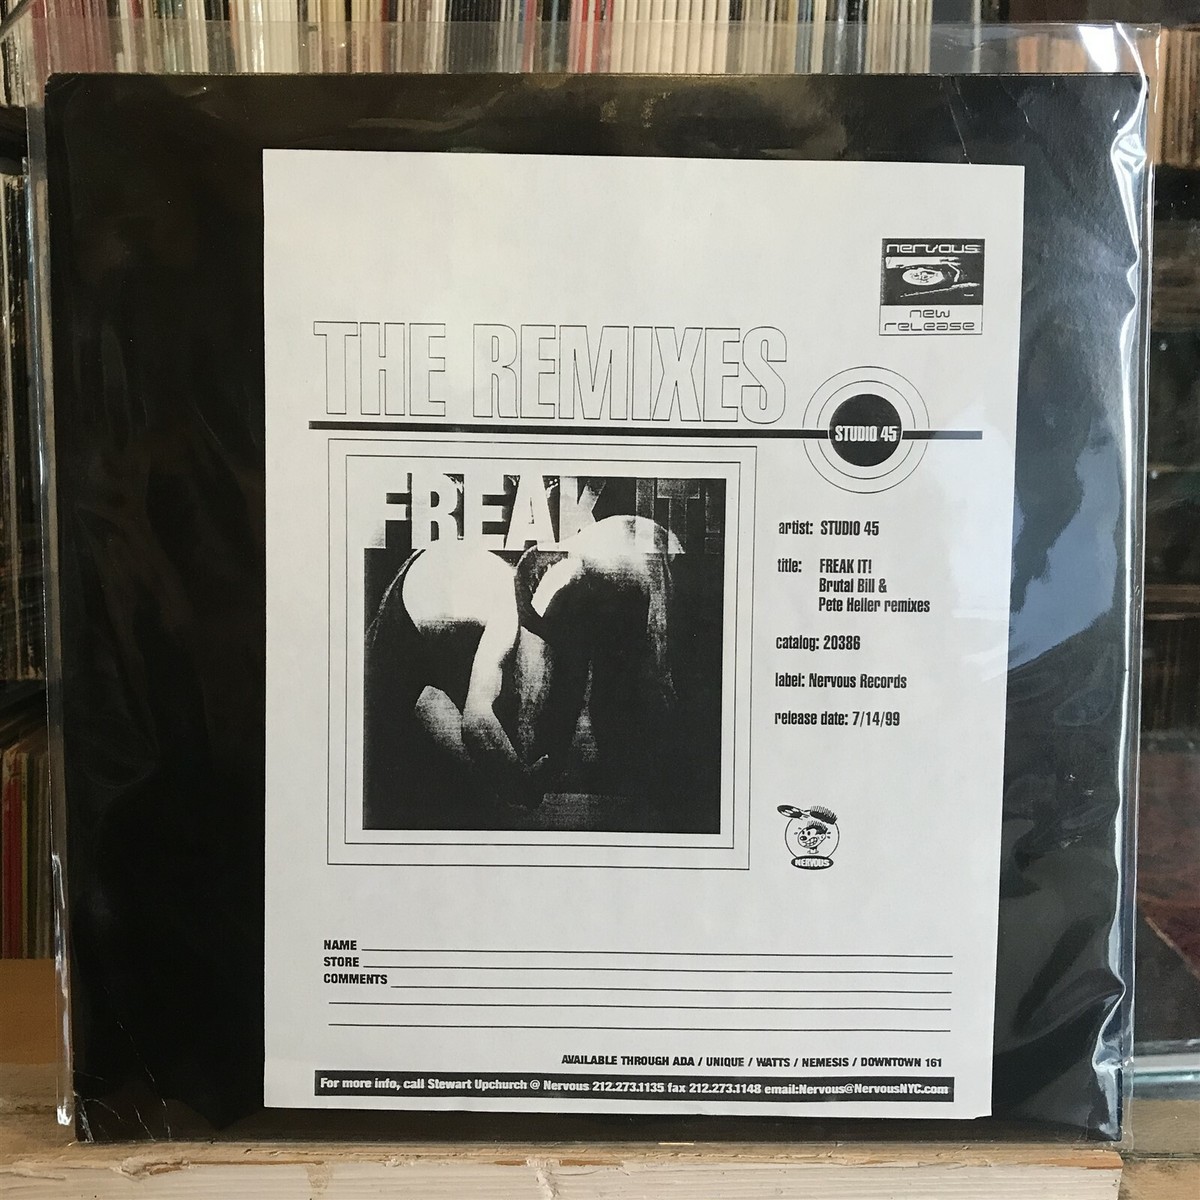 nervous
new
release
THE REMIXES
STUDIO 45
FREAK IT!
artist: STUDIO 45
title: FREAK IT!
Brutal Bill &
Pete Heller remixes
catalog: 20386
label: Nervous Records
release date: 7/14/99
NERVOUS
NAME
STORE
COMMENTS
AVAILABLE THROUGH ADA / UNIQUE / WATTS / NEMESIS / DOWNTOWN 161
For more info, call Stewart Upchurch @ Nervous 212.273.1135 fax 212.273.1148 email:Nervous@NervousNYC.com